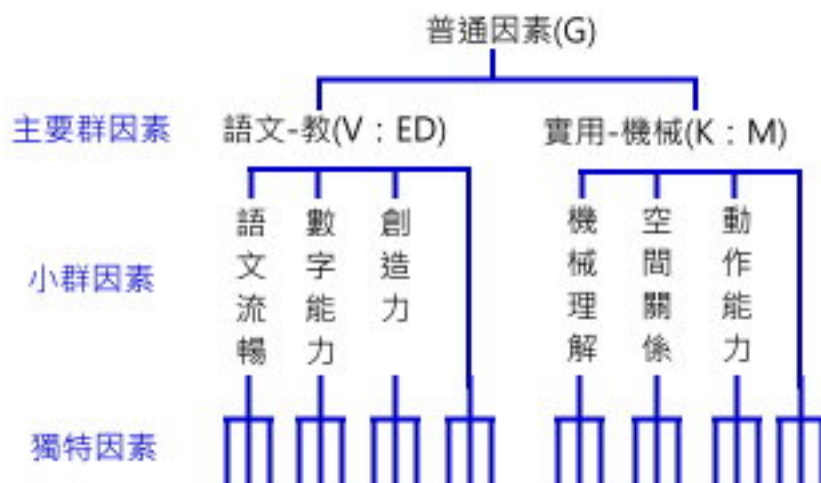 普通因素(G)
主要群因素
語文-教(V：ED)
實用-機械(K：M)
小群因素
語文流暢
數字能力
創造力
機械理解
空間關係
動作能力
獨特因素